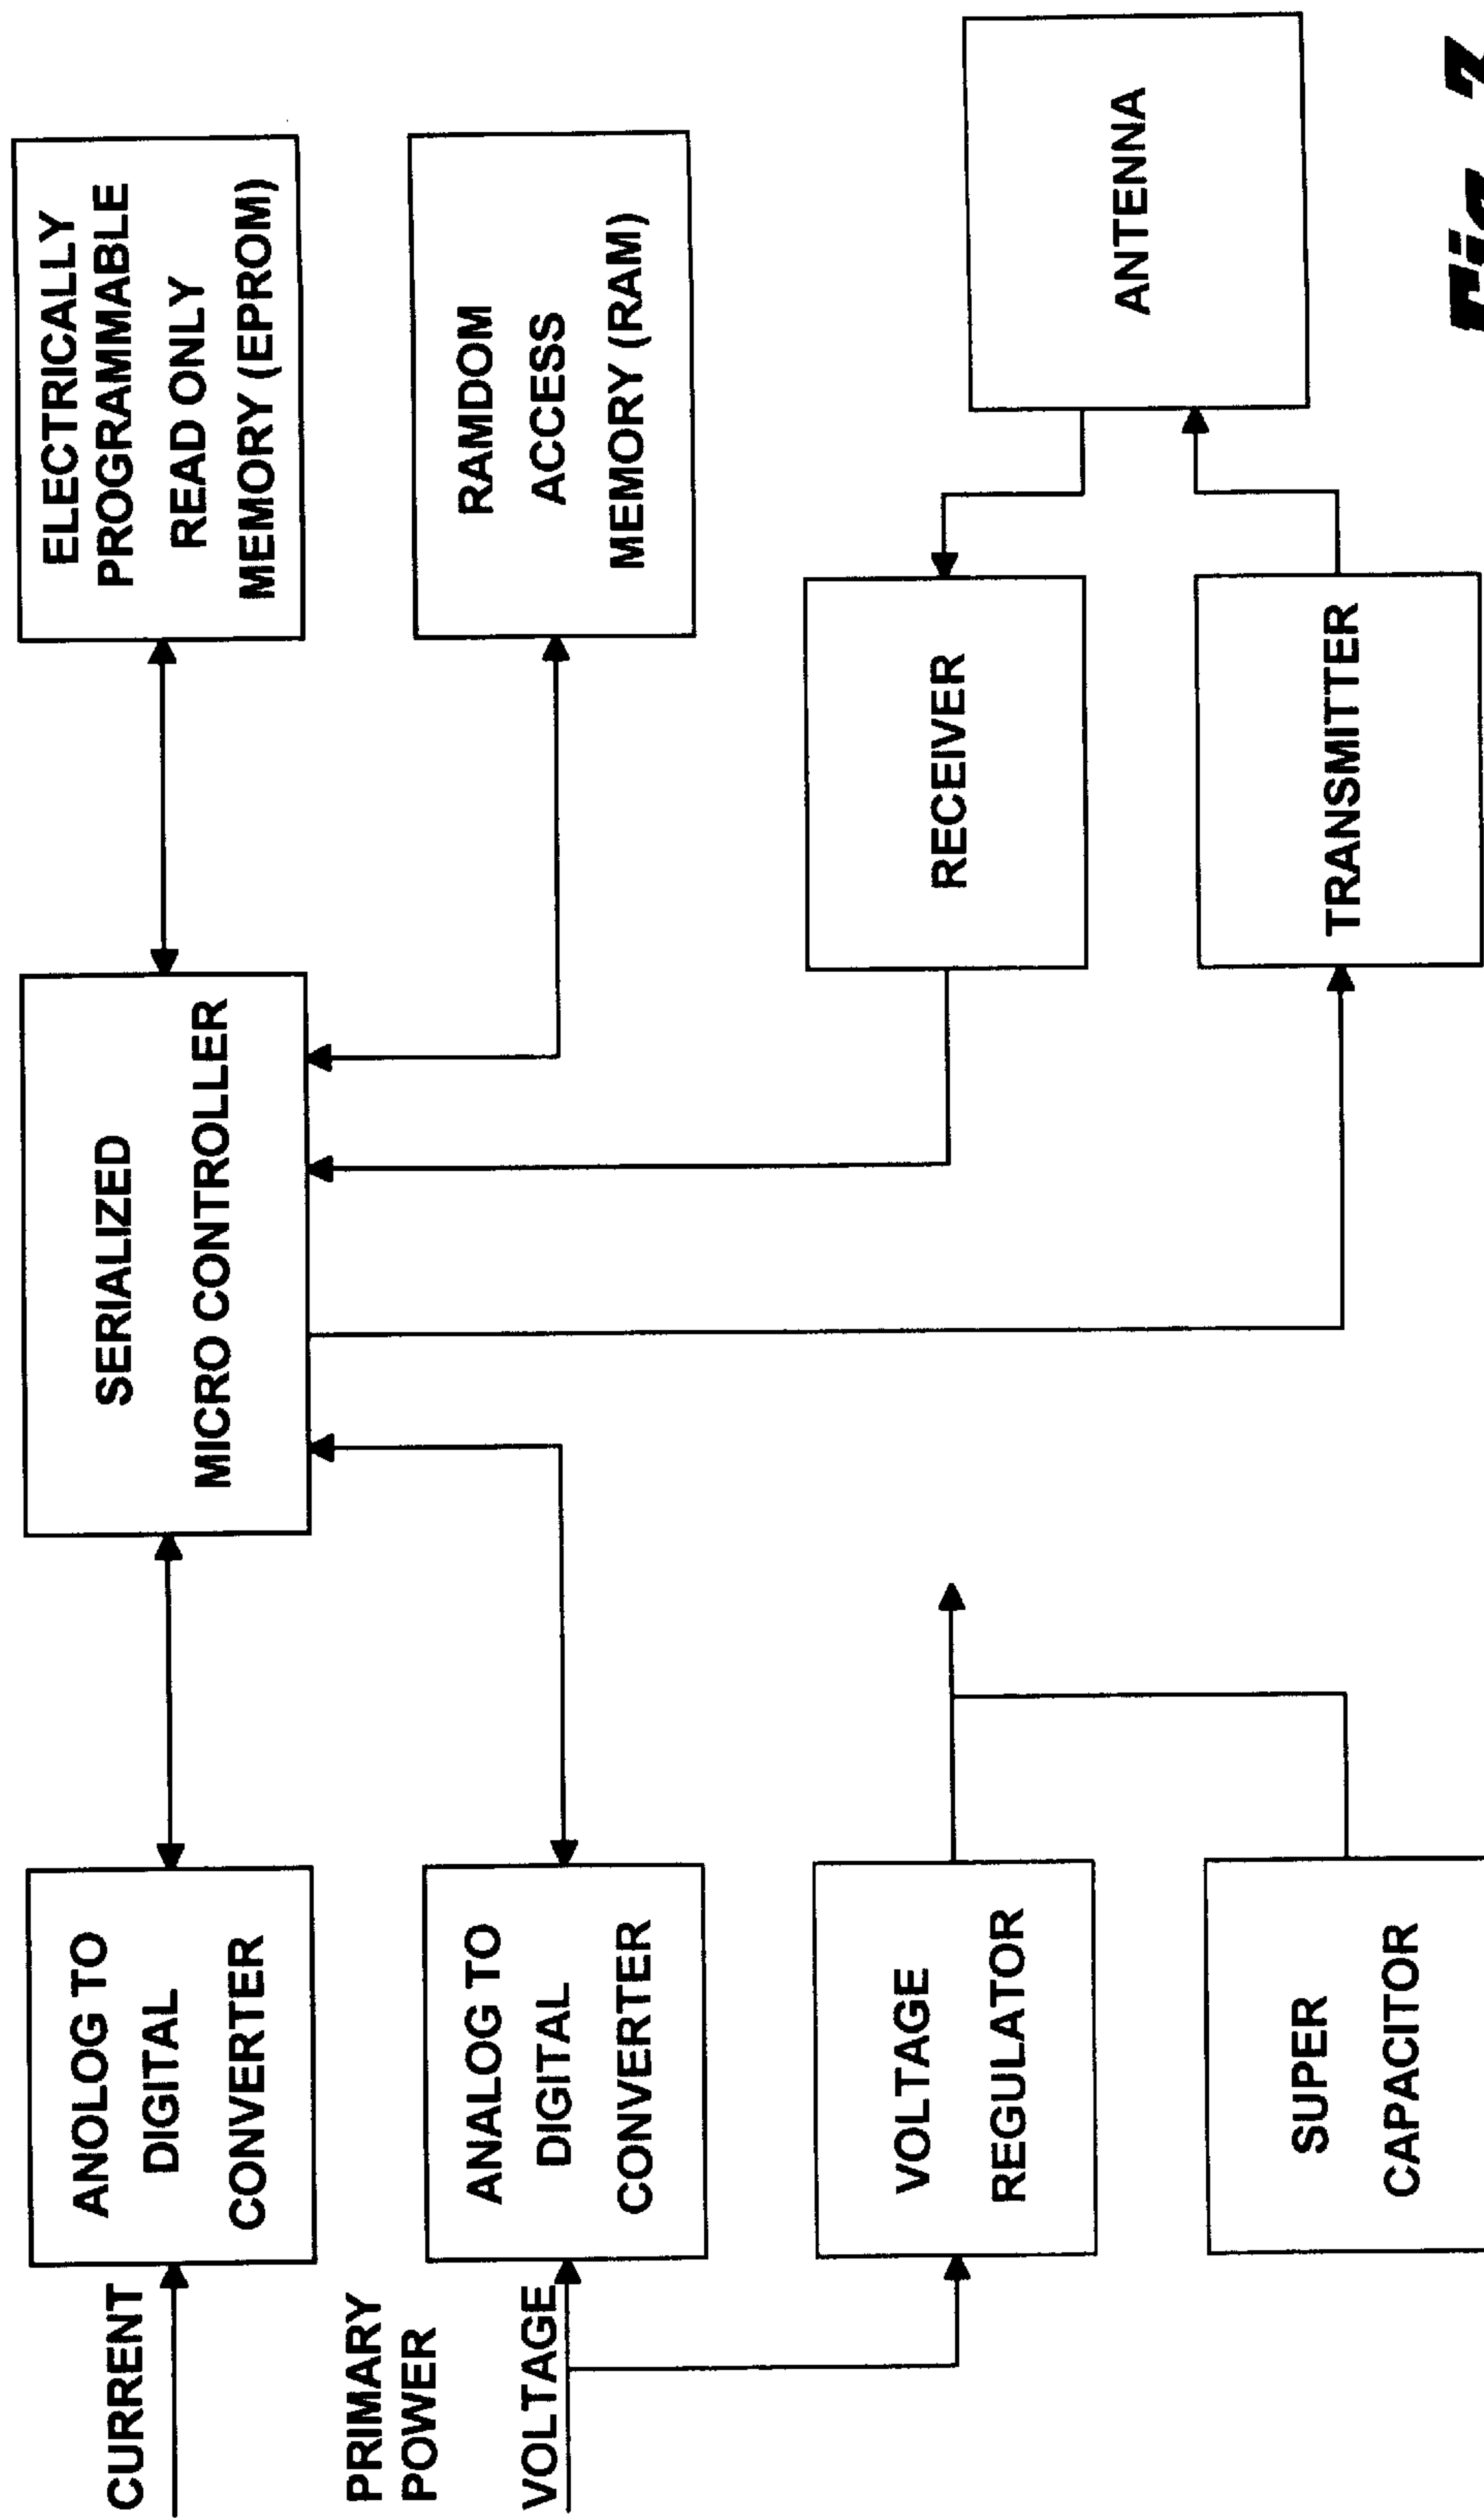 CURRENT
ANOLOG TO
DIGITAL
CONVERTER
SERIALIZED
MICRO CONTROLLER
ELECTRICALLY
PROGRAMMABLE
READ ONLY
MEMORY (EPROM)
PRIMARY
POWER
VOLTAGE
ANALOG TO
DIGITAL
CONVERTER
RAMDOM
ACCESS
MEMORY (RAM)
VOLTAGE
REGULATOR
RECEIVER
ANTENNA
SUPER
CAPACITOR
TRANSMITTER